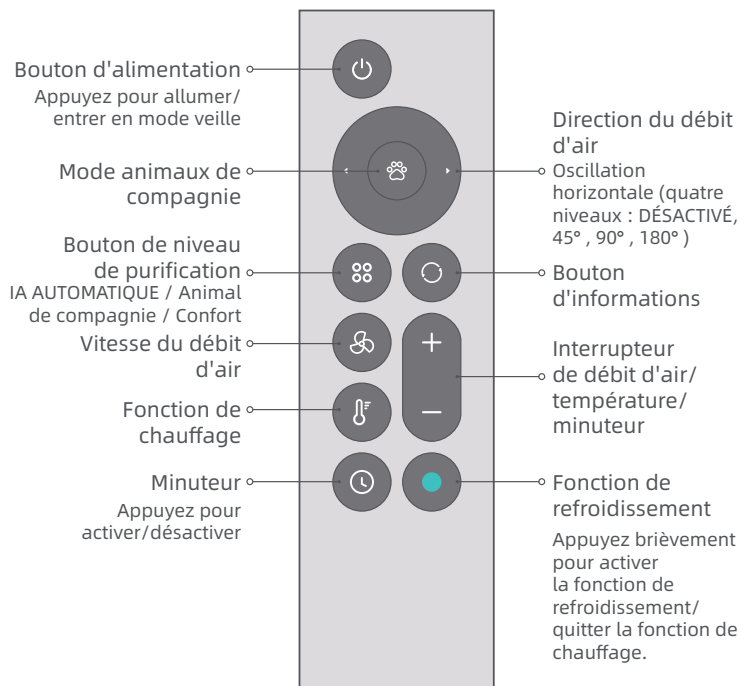 Bouton d'alimentation
Appuyez pour allumer/
entrer en mode veille
Mode animaux de
compagnie
Bouton de niveau
de purification
IA AUTOMATIQUE / Animal
de compagnie / Confort
Vitesse du débit
d'air
Fonction de
chauffage
Minuteur
Appuyez pour
activer/désactiver
Direction du débit
d'air
Oscillation
horizontale (quatre
niveaux : DÉSACTIVÉ,
45° , 90° , 180° )
Bouton
d'informations
Interrupteur
de débit d'air/
température/
minuteur
Fonction de
refroidissement
Appuyez brièvement
pour activer
la fonction de
refroidissement/
quitter la fonction de
chauffage.